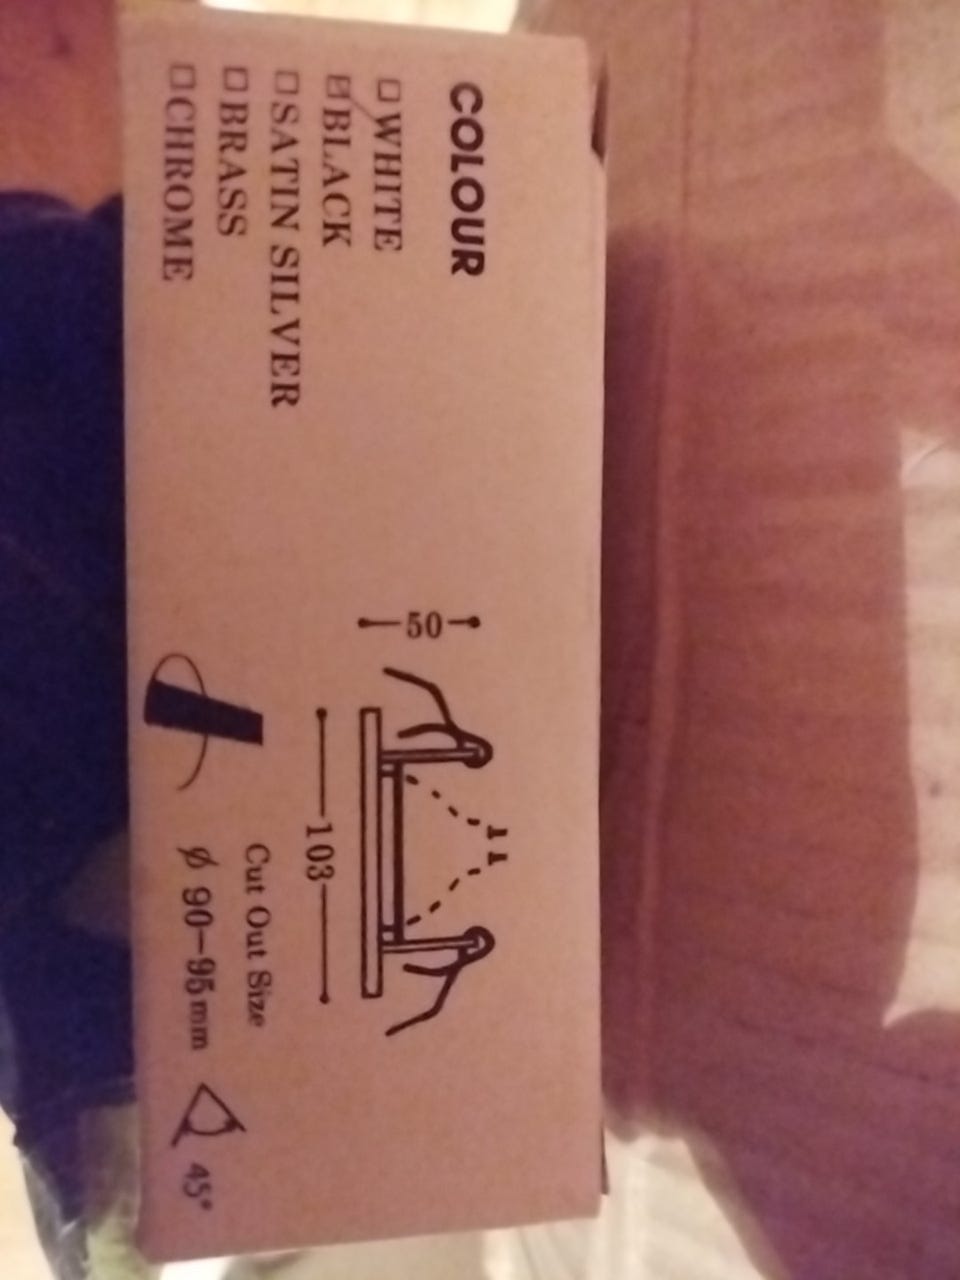 COLOUR
☐ WHITE
☑ BLACK
☐ SATIN SILVER
☐ BRASS
☐ CHROME
50
103
Cut Out Size
Ø 90-95mm
45°